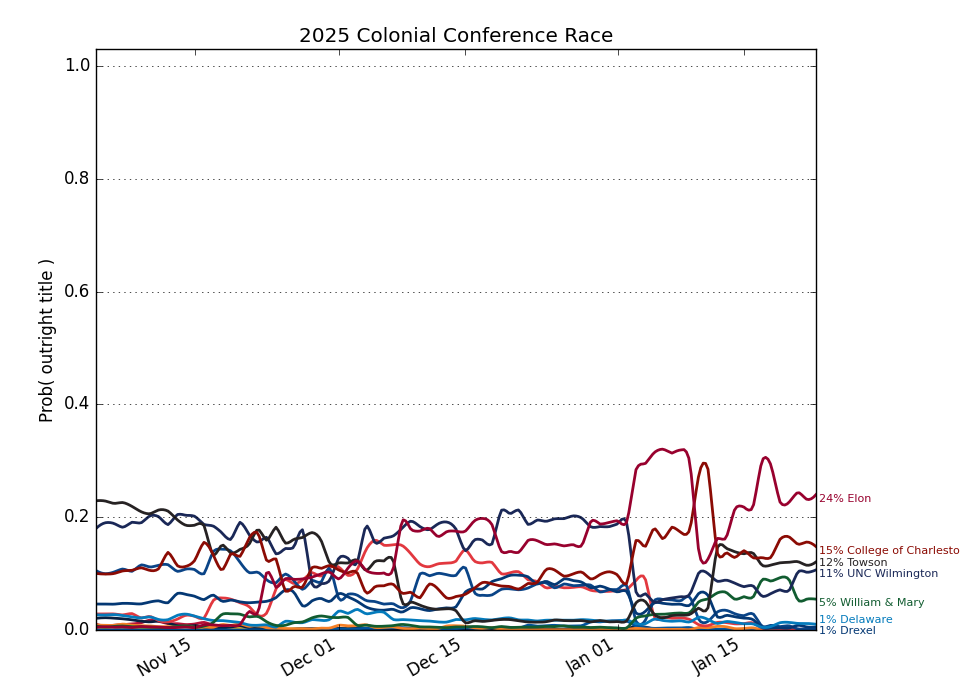 2025 Colonial Conference Race
1.0
0.8
0.6
0.4
0.2
0.0
Prob( outright title )
Nov 15
Dec 01
Dec 15
Jan 01
Jan 15
24% Elon
15% College of Charlesto
12% Towson
10% UNC Wilmington
5% William & Mary
1% Delaware
1% Drexel